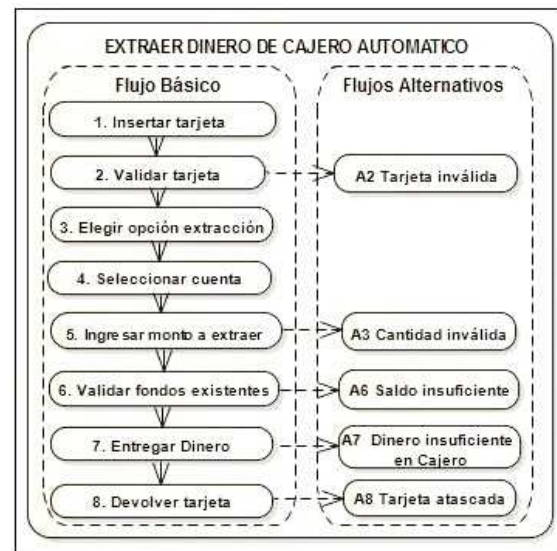 EXTRAER DINERO DE CAJERO AUTOMATICO
Flujo Básico
Flujos Alternativos
1. Insertar tarjeta
2. Validar tarjeta
A2 Tarjeta inválida
3. Elegir opción extracción
4. Seleccionar cuenta
5. Ingresar monto a extraer
A3 Cantidad inválida
6. Validar fondos existentes
A6 Saldo insuficiente
7. Entregar Dinero
A7 Dinero insuficiente
en Cajero
8. Devolver tarjeta
A8 Tarjeta atascada